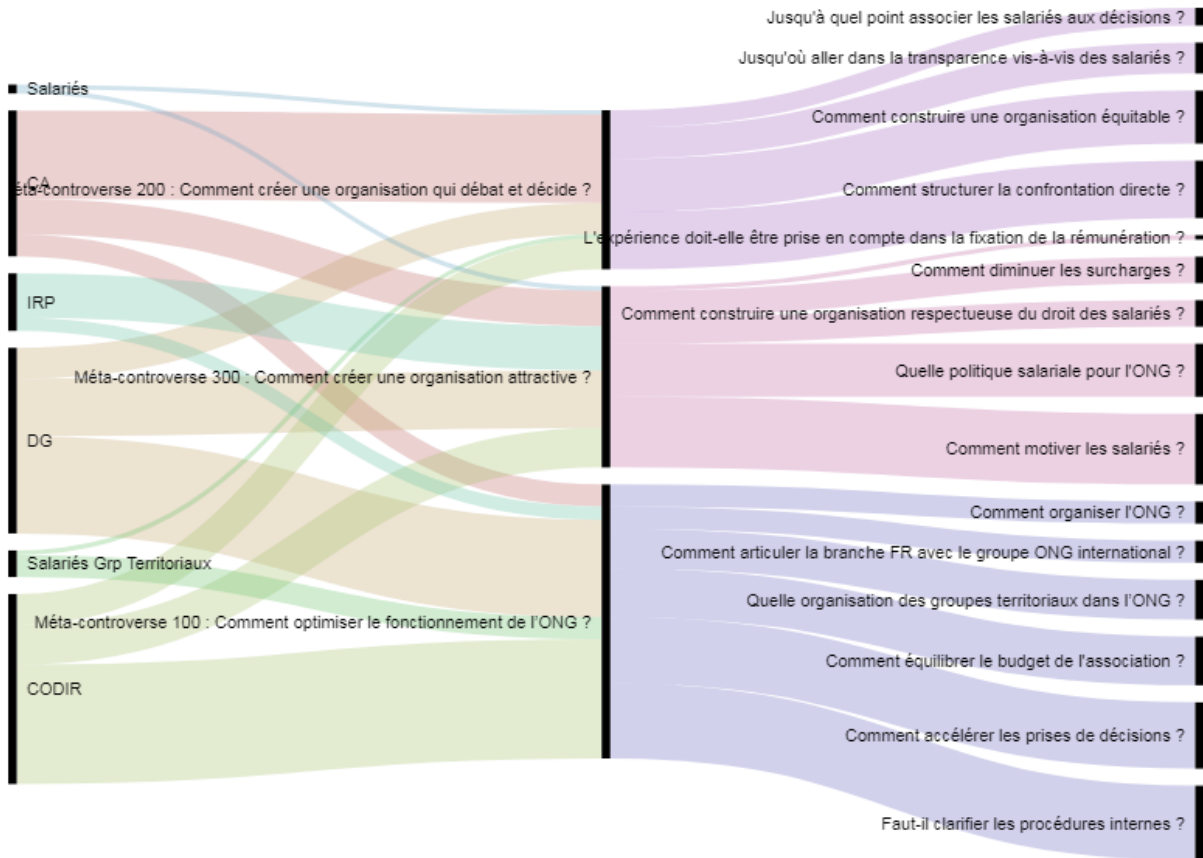 Salariés
CA
IRP
DG
Salariés Grp Territoriaux
CODIR
éta-controverse 200 : Comment créer une organisation qui débat et décide ?
Méta-controverse 300 : Comment créer une organisation attractive ?
Méta-controverse 100 : Comment optimiser le fonctionnement de l'ONG ?
Jusqu'à quel point associer les salariés aux décisions ?
Jusqu'où aller dans la transparence vis-à-vis des salariés ?
Comment construire une organisation équitable ?
Comment structurer la confrontation directe ?
L'expérience doit-elle être prise en compte dans la fixation de la rémunération ?
Comment diminuer les surcharges ?
Comment construire une organisation respectueuse du droit des salariés ?
Quelle politique salariale pour l'ONG ?
Comment motiver les salariés ?
Comment organiser l'ONG ?
Comment articuler la branche FR avec le groupe ONG international ?
Quelle organisation des groupes territoriaux dans l'ONG ?
Comment équilibrer le budget de l'association ?
Comment accélérer les prises de décisions ?
Faut-il clarifier les procédures internes ?